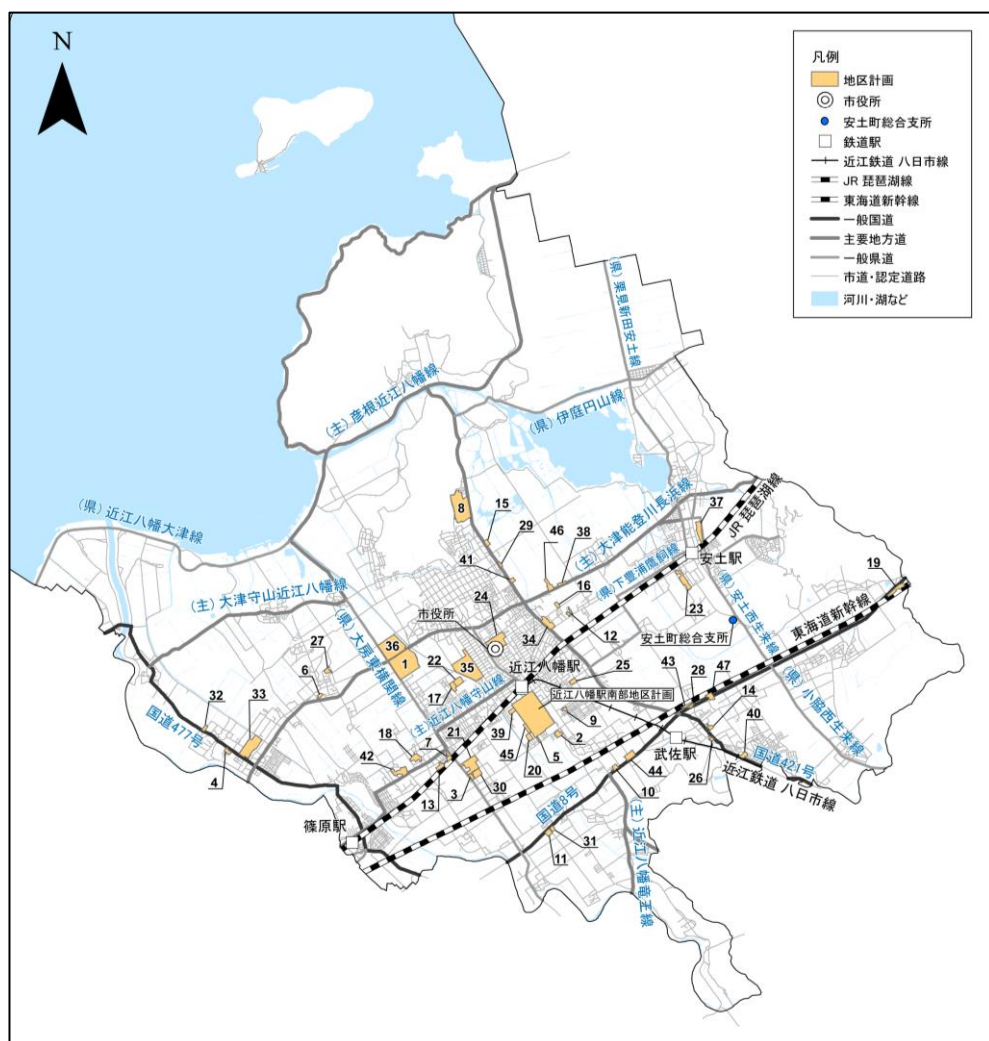 N
凡例
地区計画
市役所
安土町総合支所
鉄道駅
近江鉄道 八日市線
JR 琵琶湖線
東海道新幹線
一般国道
主要地方道
一般県道
市道・認定道路
河川・湖など
(県) 栗見新田安土線
(主) 彦根近江八幡線
(県) 伊庭円山線
8
15
29
46
38
(主) 大津能登川長浜線
37
JR 琵琶湖線
(県) 近江八幡大津線
41
(県) 下豊浦鷹飼線
安土駅
16
19
(主) 大津守山近江八幡線
24
市役所
34
12
23
(県) 安土西生来線
安土町総合支所
東海道新幹線
(県) 大房東横関線
36
1
27
6
22
35
17
近江八幡駅
25
43
28
47
(県) 小脇西生来線
近江八幡駅南部地区計画
(主) 近江八幡守山線
32
33
国道477号
4
18
7
21
39
45
20
5
2
9
14
40
武佐駅
国道421号
近江鉄道 八日市線
42
13
3
30
国道8号
10
44
26
篠原駅
11
31
(主) 近江八幡竜王線